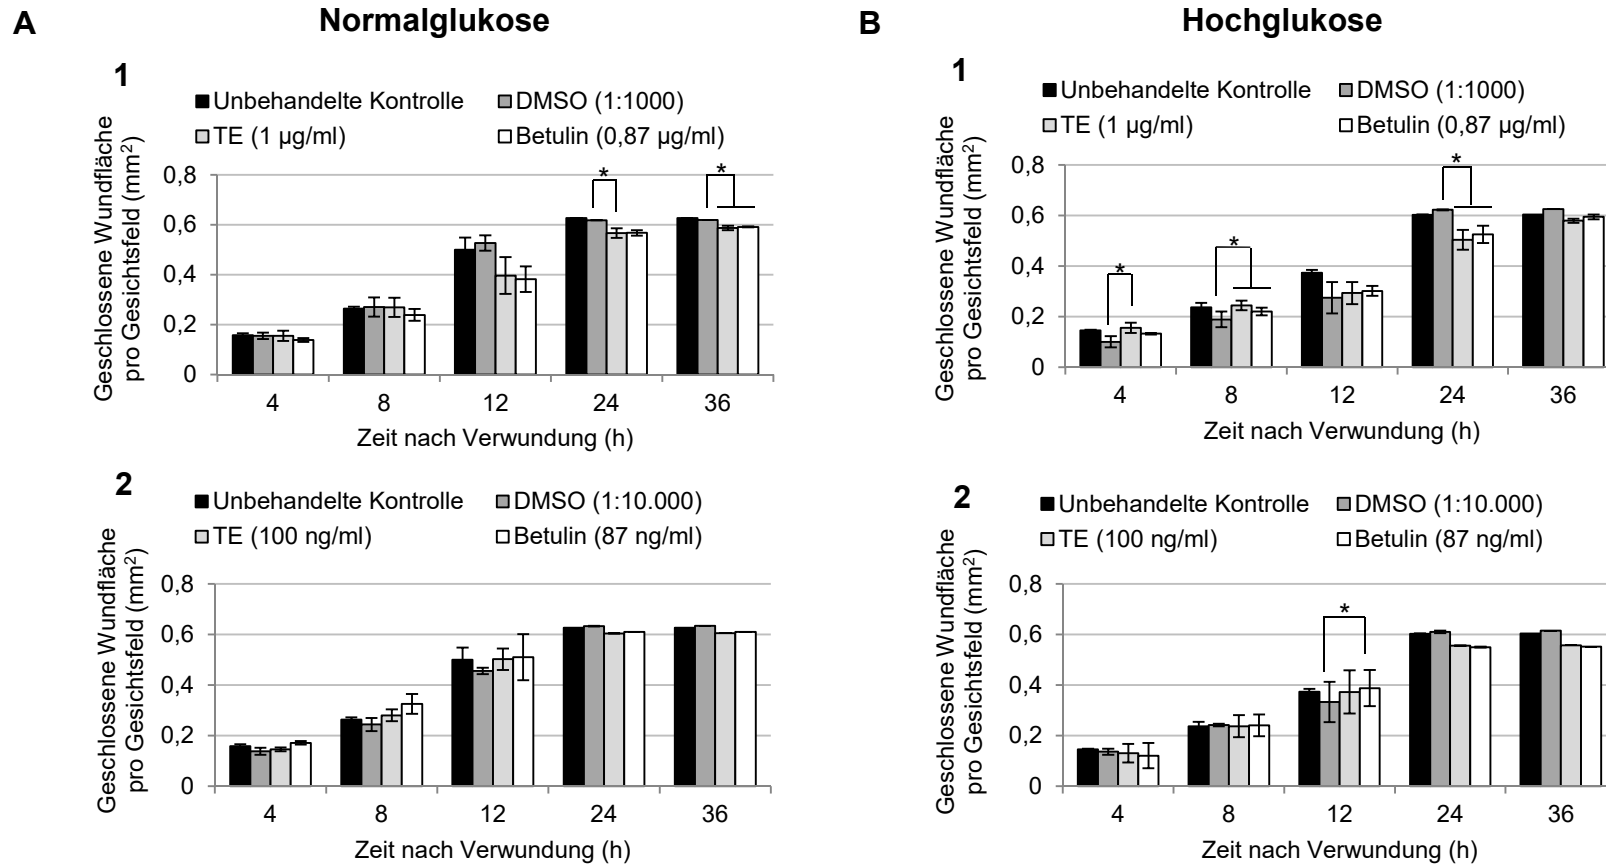 A
Normalglukose
1
Unbehandelte Kontrolle
DMSO (1:1000)
TE (1 µg/ml)
Betulin (0,87 µg/ml)
Geschlossene Wundfläche
pro Gesichtsfeld (mm²)
0,8
0,6
0,4
0,2
0
*
*
4 8 12 24 36
Zeit nach Verwundung (h)
2
Unbehandelte Kontrolle
DMSO (1:10.000)
TE (100 ng/ml)
Betulin (87 ng/ml)
Geschlossene Wundfläche
pro Gesichtsfeld (mm²)
0,8
0,6
0,4
0,2
0
4 8 12 24 36
Zeit nach Verwundung (h)
B
Hochglukose
1
Unbehandelte Kontrolle
DMSO (1:1000)
TE (1 µg/ml)
Betulin (0,87 µg/ml)
Geschlossene Wundfläche
pro Gesichtsfeld (mm²)
0,8
0,6
0,4
0,2
0
*
*
*
4 8 12 24 36
Zeit nach Verwundung (h)
2
Unbehandelte Kontrolle
DMSO (1:10.000)
TE (100 ng/ml)
Betulin (87 ng/ml)
Geschlossene Wundfläche
pro Gesichtsfeld (mm²)
0,8
0,6
0,4
0,2
0
*
4 8 12 24 36
Zeit nach Verwundung (h)